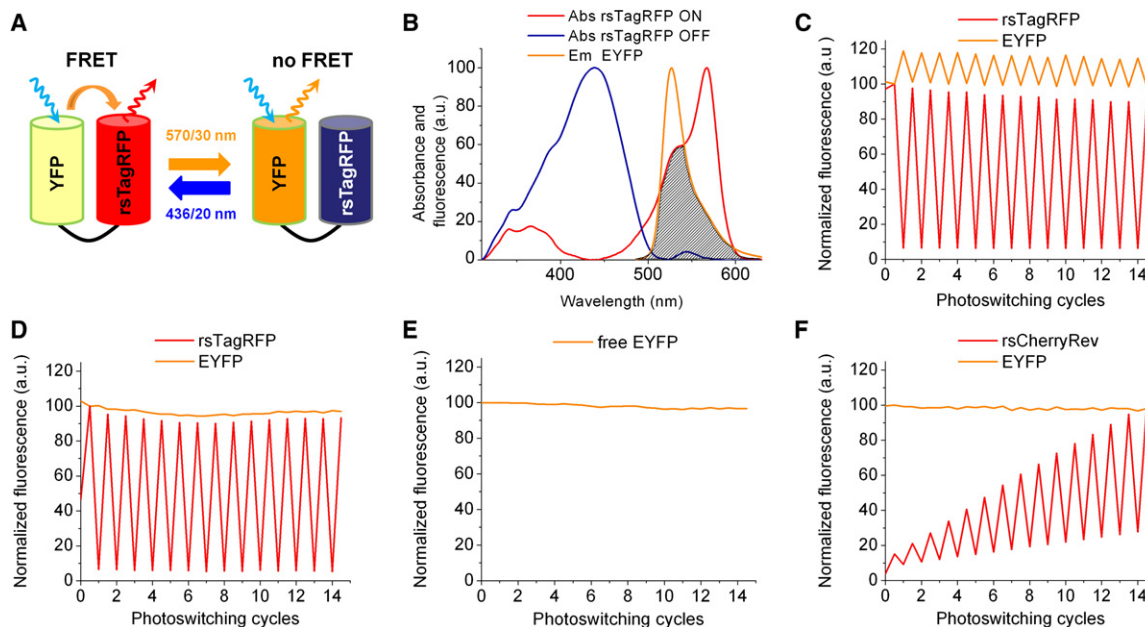 A
FRET
no FRET
YFP
rsTagRFP
570/30 nm
436/20 nm
YFP
rsTagRFP
B
Abs rsTagRFP ON
Abs rsTagRFP OFF
Em EYFP
Absorbance and
fluorescence (a.u.)
100
80
60
40
20
0
400
500
600
Wavelength (nm)
C
rsTagRFP
EYFP
Normalized fluorescence (a.u)
120
100
80
60
40
20
0
0 2 4 6 8 10 12 14
Photoswitching cycles
D
rsTagRFP
EYFP
Normalized fluorescence (a.u.)
120
100
80
60
40
20
0
0 2 4 6 8 10 12 14
Photoswitching cycles
E
free EYFP
Normalized fluorescence (a.u.)
120
100
80
60
40
20
0
0 2 4 6 8 10 12 14
Photoswitching cycles
F
rsCherryRev
EYFP
Normalized fluorescence (a.u.)
120
100
80
60
40
20
0
0 2 4 6 8 10 12 14
Photoswitching cycles